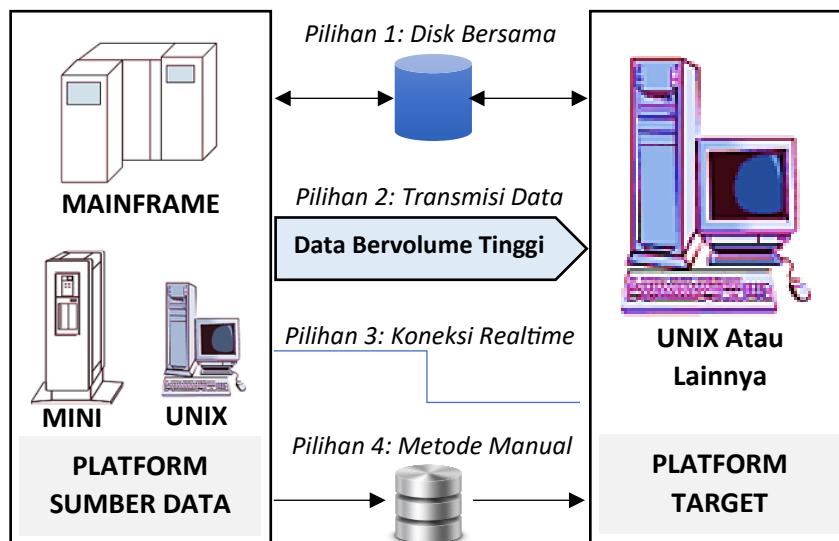 Pilihan 1: Disk Bersama
MAINFRAME
Pilihan 2: Transmisi Data
Data Bervolume Tinggi
Pilihan 3: Koneksi Realtime
UNIX Atau
Lainnya
MINI
UNIX
Pilihan 4: Metode Manual
PLATFORM
SUMBER DATA
PLATFORM
TARGET